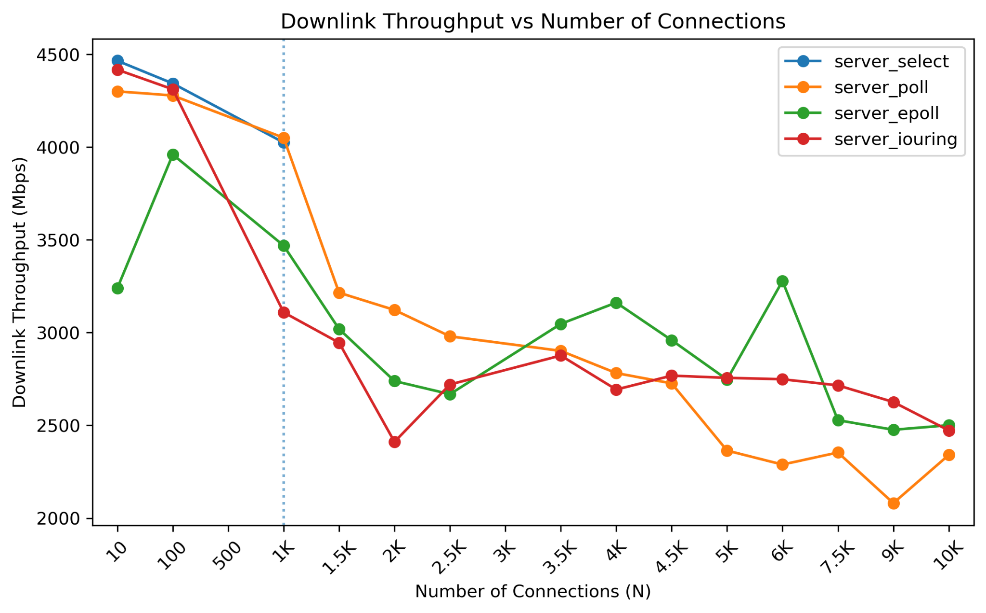 Downlink Throughput vs Number of Connections
server_select
server_poll
server_epoll
server_iouring
Downlink Throughput (Mbps)
4500
4000
3500
3000
2500
2000
10
100
500
1K
1.5K
2K
2.5K
3K
3.5K
4K
4.5K
5K
6K
7.5K
9K
10K
Number of Connections (N)